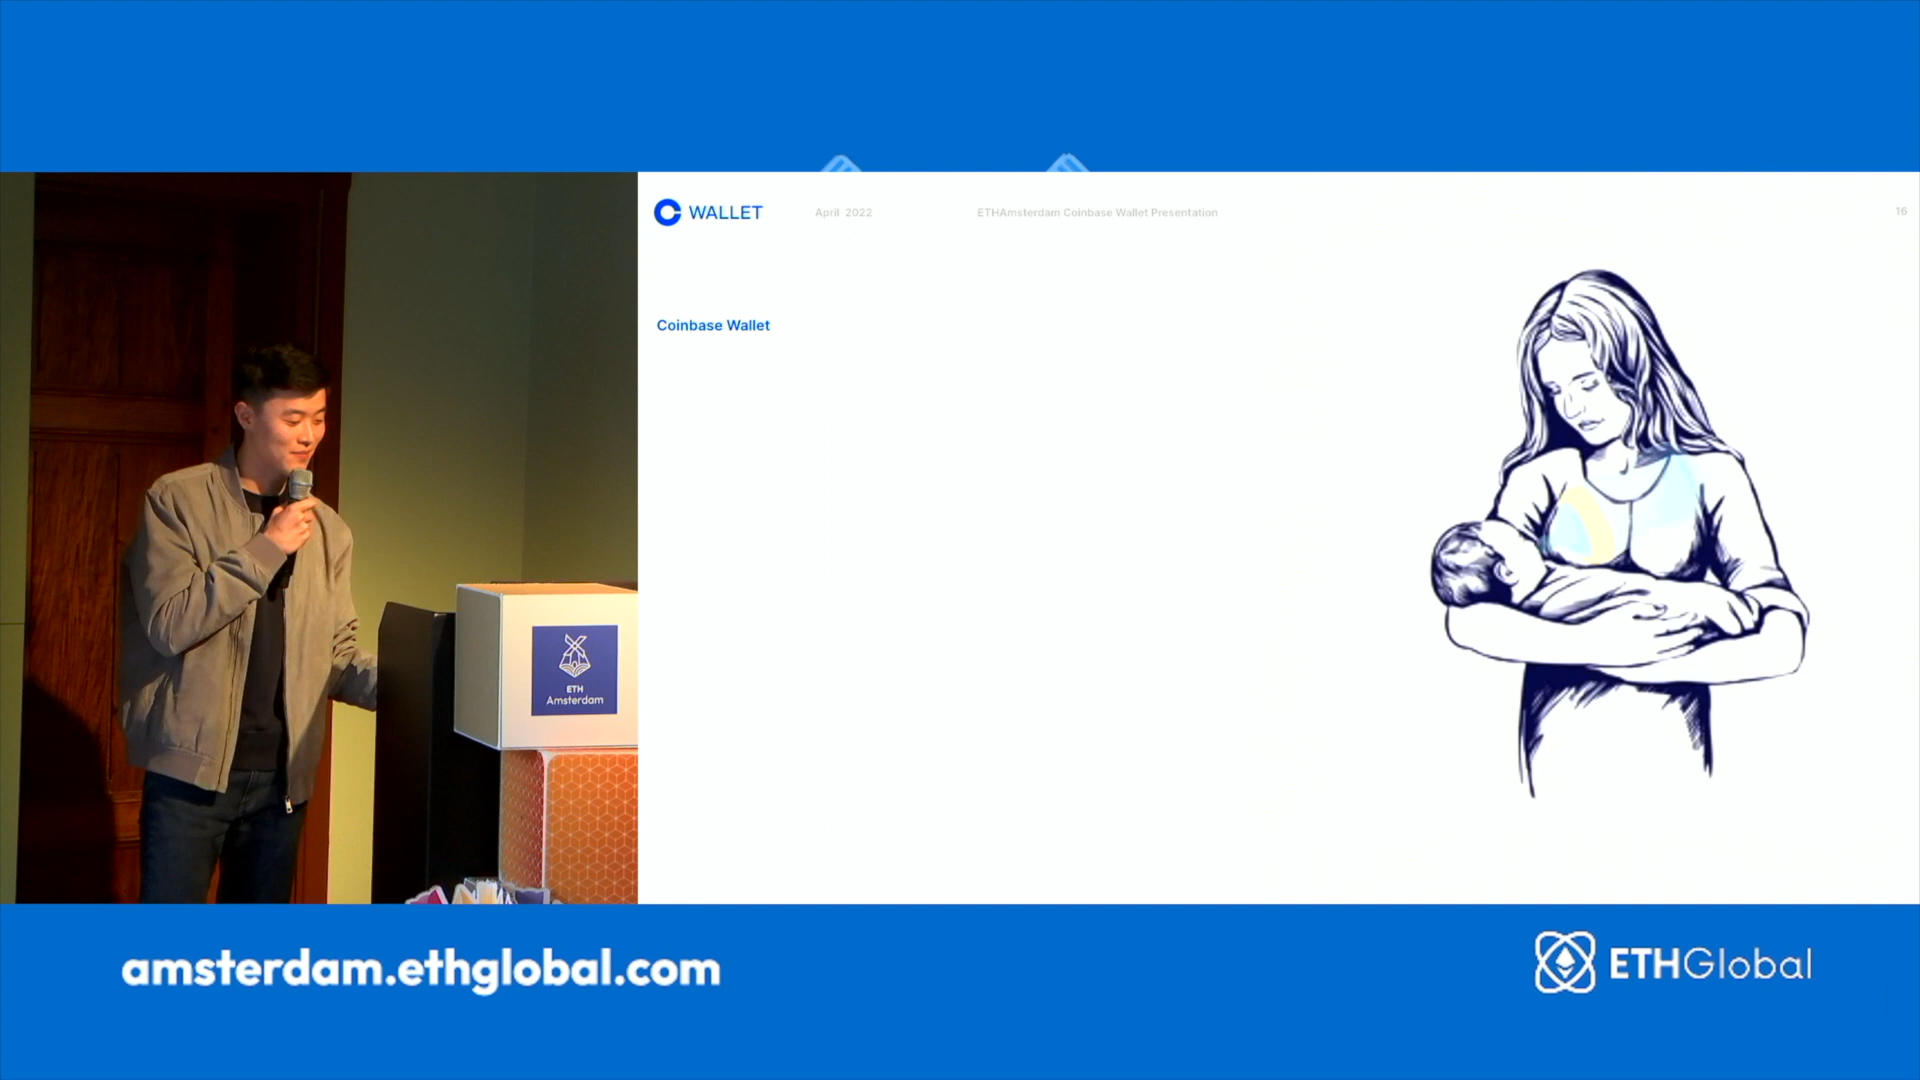 WALLET
April 2022
ETHAmsterdam Coinbase Wallet Presentation
16
Coinbase Wallet
ETH
Amsterdam
amsterdam.ethglobal.com
ETHGlobal